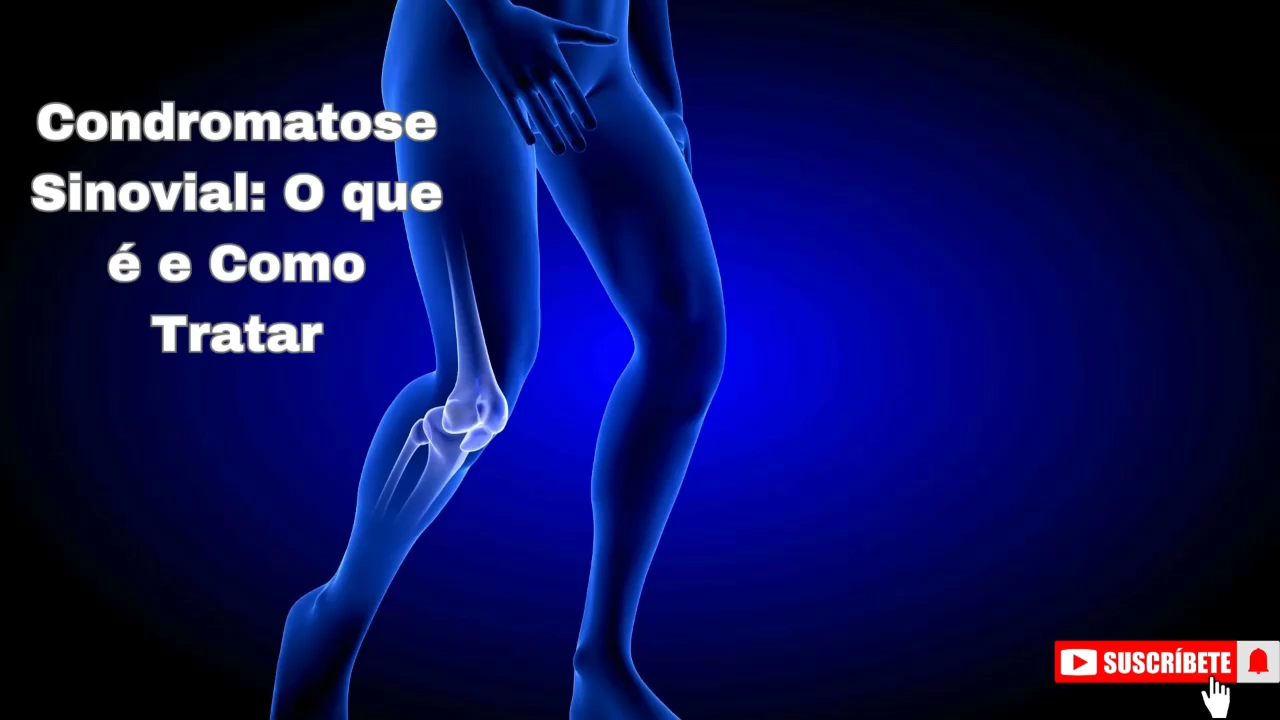 Condromatose
Sinovial: O que
é e Como
Tratar
SUSCRÍBETE